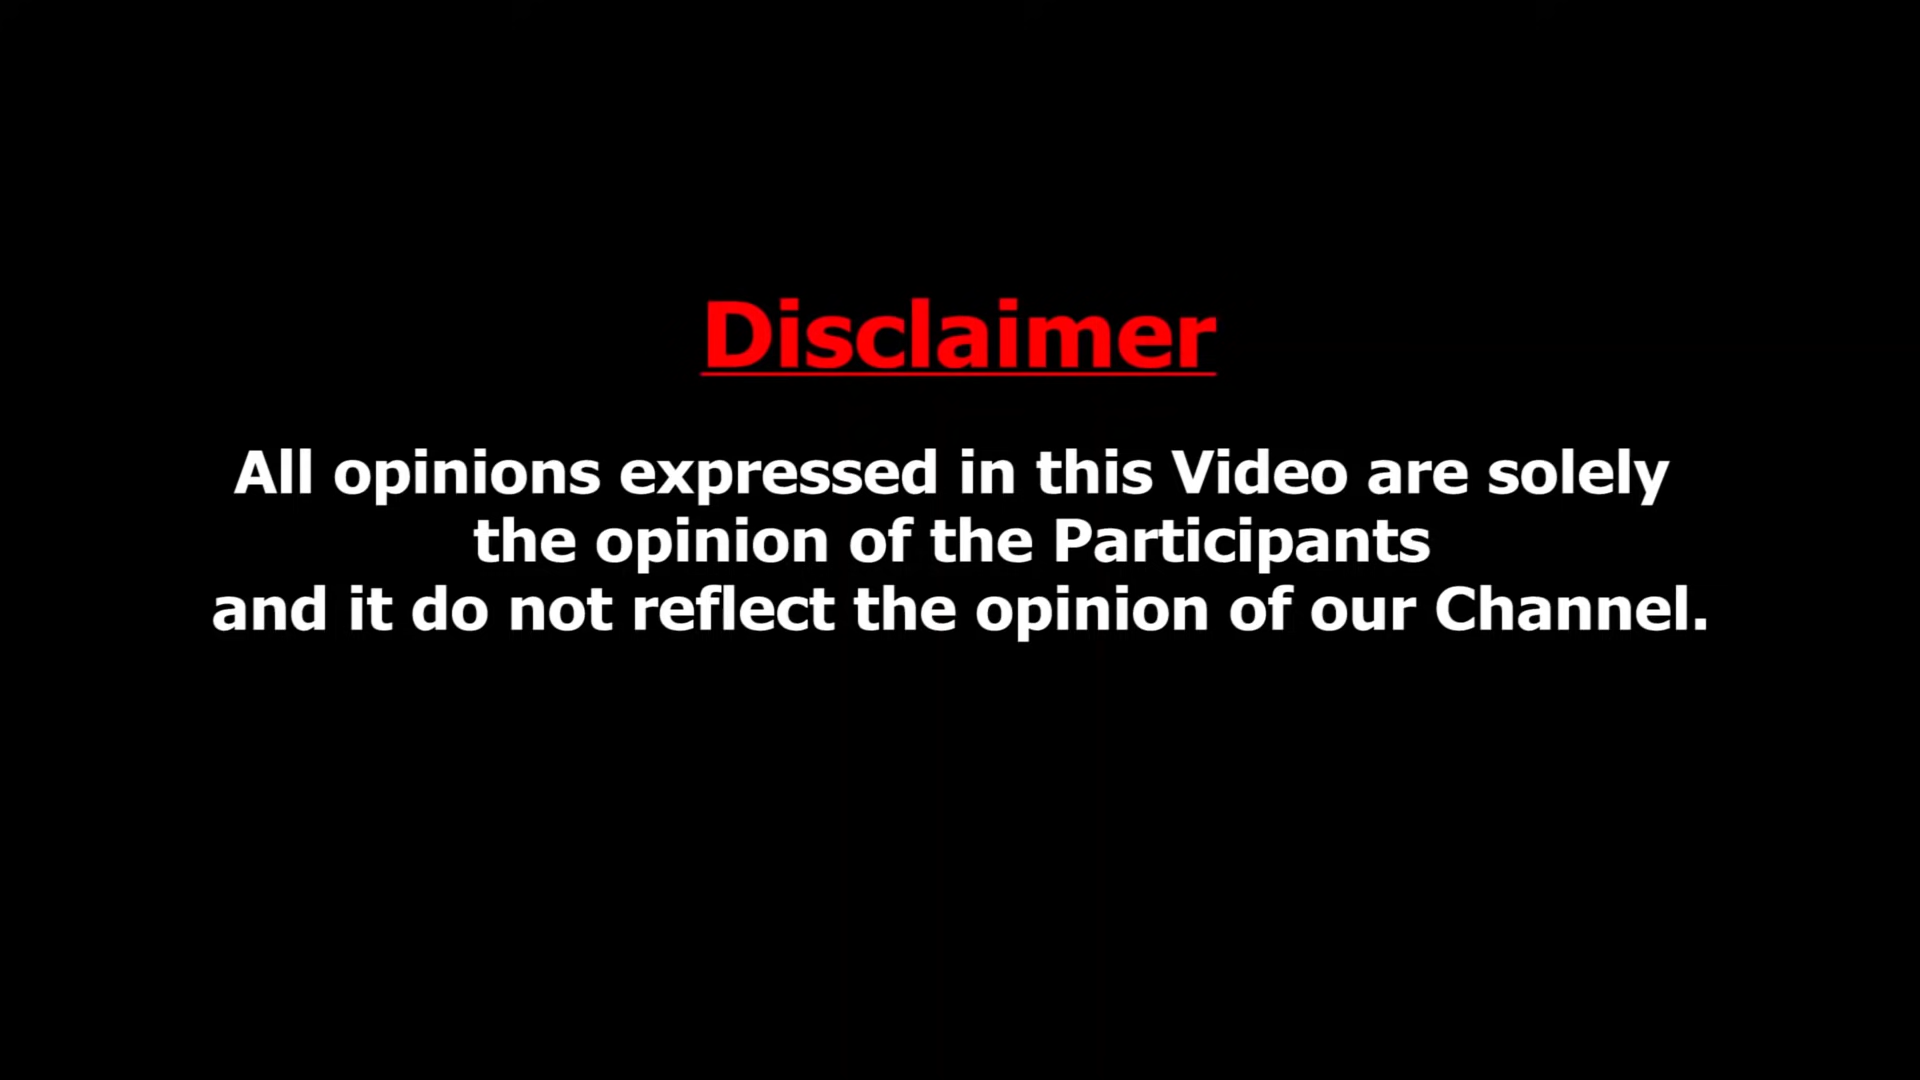 Disclaimer
All opinions expressed in this Video are solely
the opinion of the Participants
and it do not reflect the opinion of our Channel.